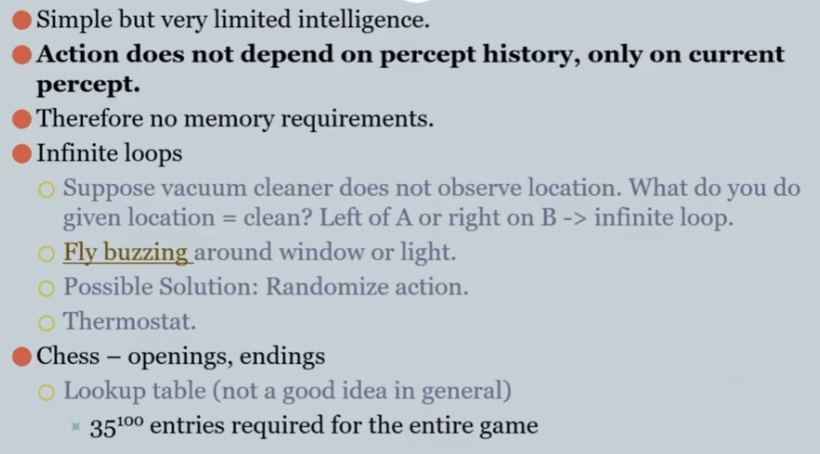 Simple but very limited intelligence.
Action does not depend on percept history, only on current
percept.
Therefore no memory requirements.
Infinite loops
Suppose vacuum cleaner does not observe location. What do you do
given location = clean? Left of A or right on B -> infinite loop.
Fly buzzing around window or light.
Possible Solution: Randomize action.
Thermostat.
Chess – openings, endings
Lookup table (not a good idea in general)
35¹⁰⁰ entries required for the entire game